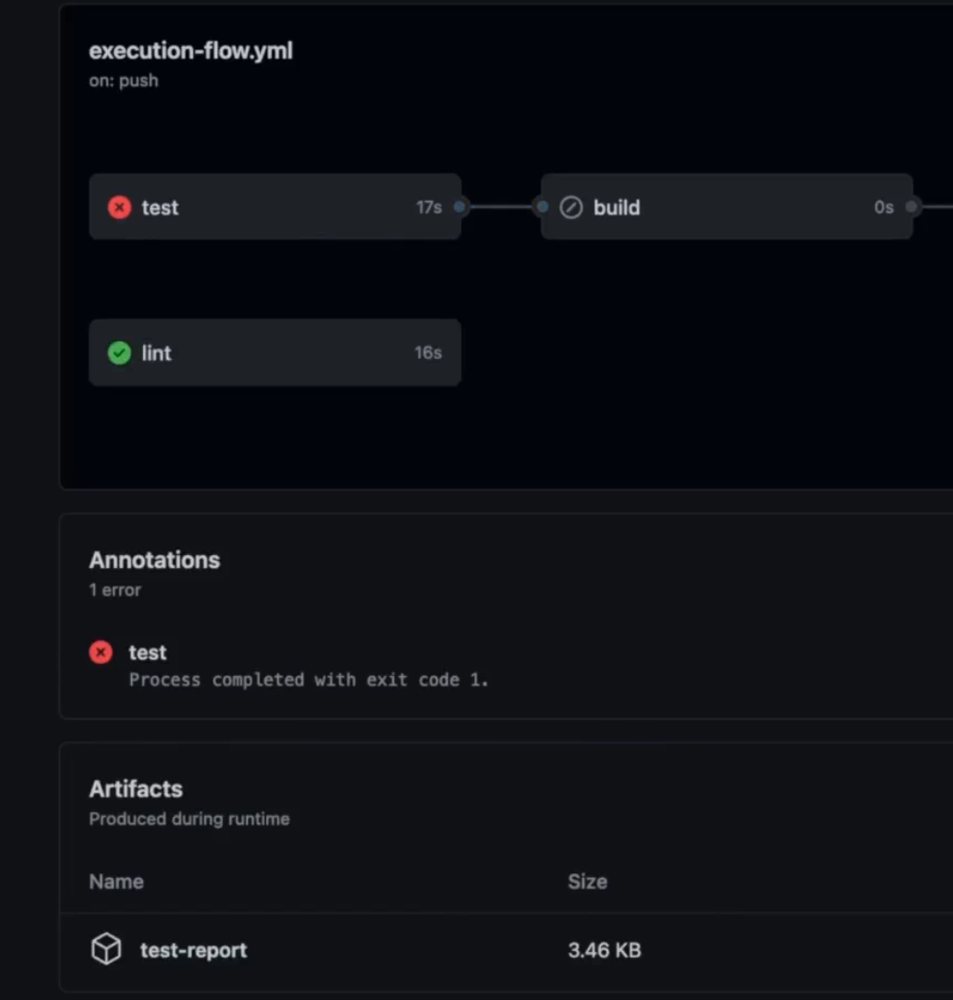 execution-flow.yml
on: push
test 17s
build 0s
lint 16s
Annotations
1 error
test
Process completed with exit code 1.
Artifacts
Produced during runtime
Name Size
test-report 3.46 KB